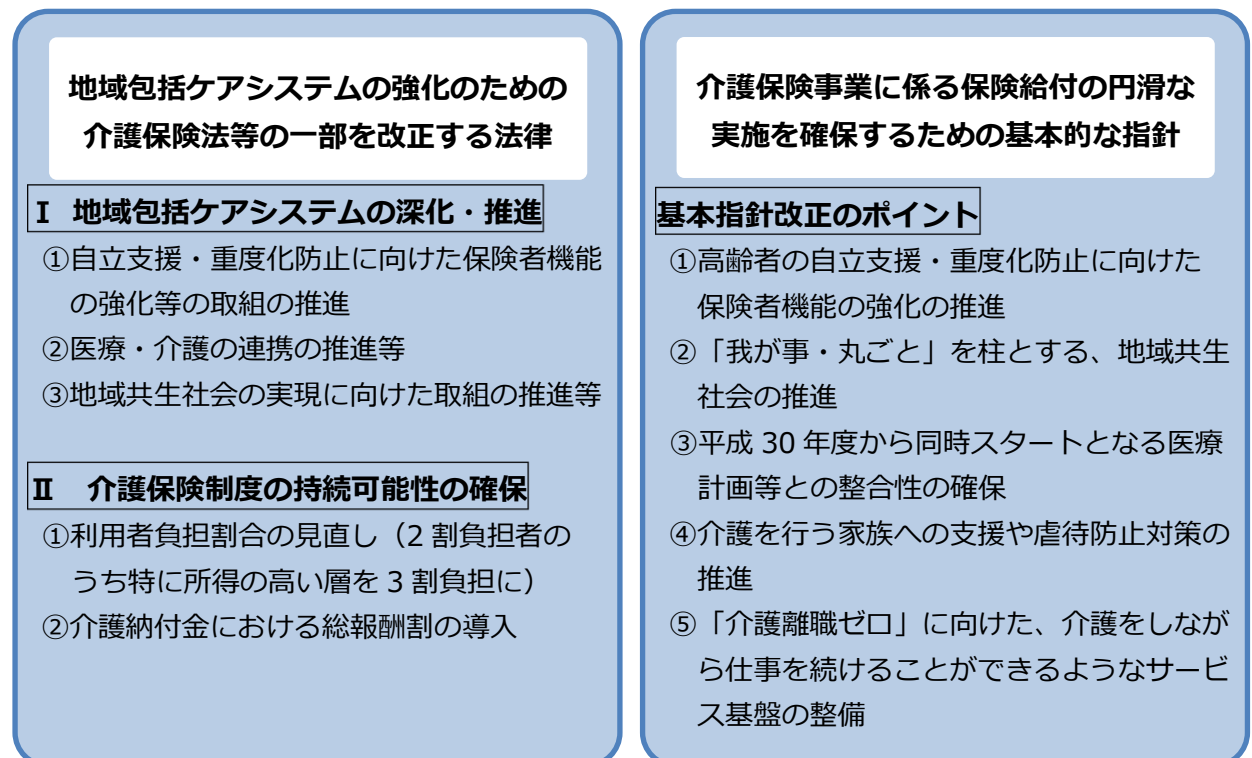 地域包括ケアシステムの強化のための
介護保険法等の一部を改正する法律
Ⅰ 地域包括ケアシステムの深化・推進
①自立支援・重度化防止に向けた保険者機能
の強化等の取組の推進
②医療・介護の連携の推進等
③地域共生社会の実現に向けた取組の推進等
Ⅱ 介護保険制度の持続可能性の確保
①利用者負担割合の見直し（2 割負担者の
うち特に所得の高い層を 3 割負担に）
②介護納付金における総報酬割の導入
介護保険事業に係る保険給付の円滑な
実施を確保するための基本的な指針
基本指針改正のポイント
①高齢者の自立支援・重度化防止に向けた
保険者機能の強化の推進
②「我が事・丸ごと」を柱とする、地域共生
社会の推進
③平成 30 年度から同時スタートとなる医療
計画等との整合性の確保
④介護を行う家族への支援や虐待防止対策の
推進
⑤「介護離職ゼロ」に向けた、介護をしなが
ら仕事を続けることができるようなサービ
ス基盤の整備